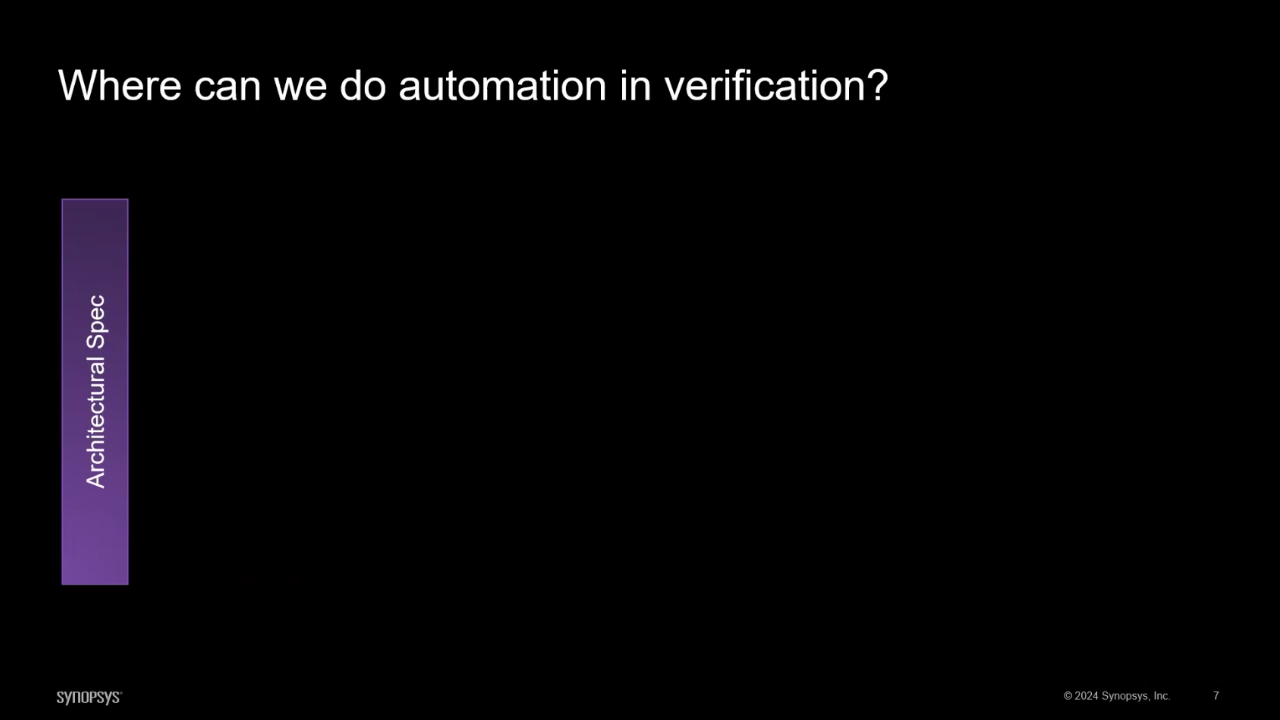 Where can we do automation in verification?
Architectural Spec
SYNOPSYS®
© 2024 Synopsys, Inc.
7